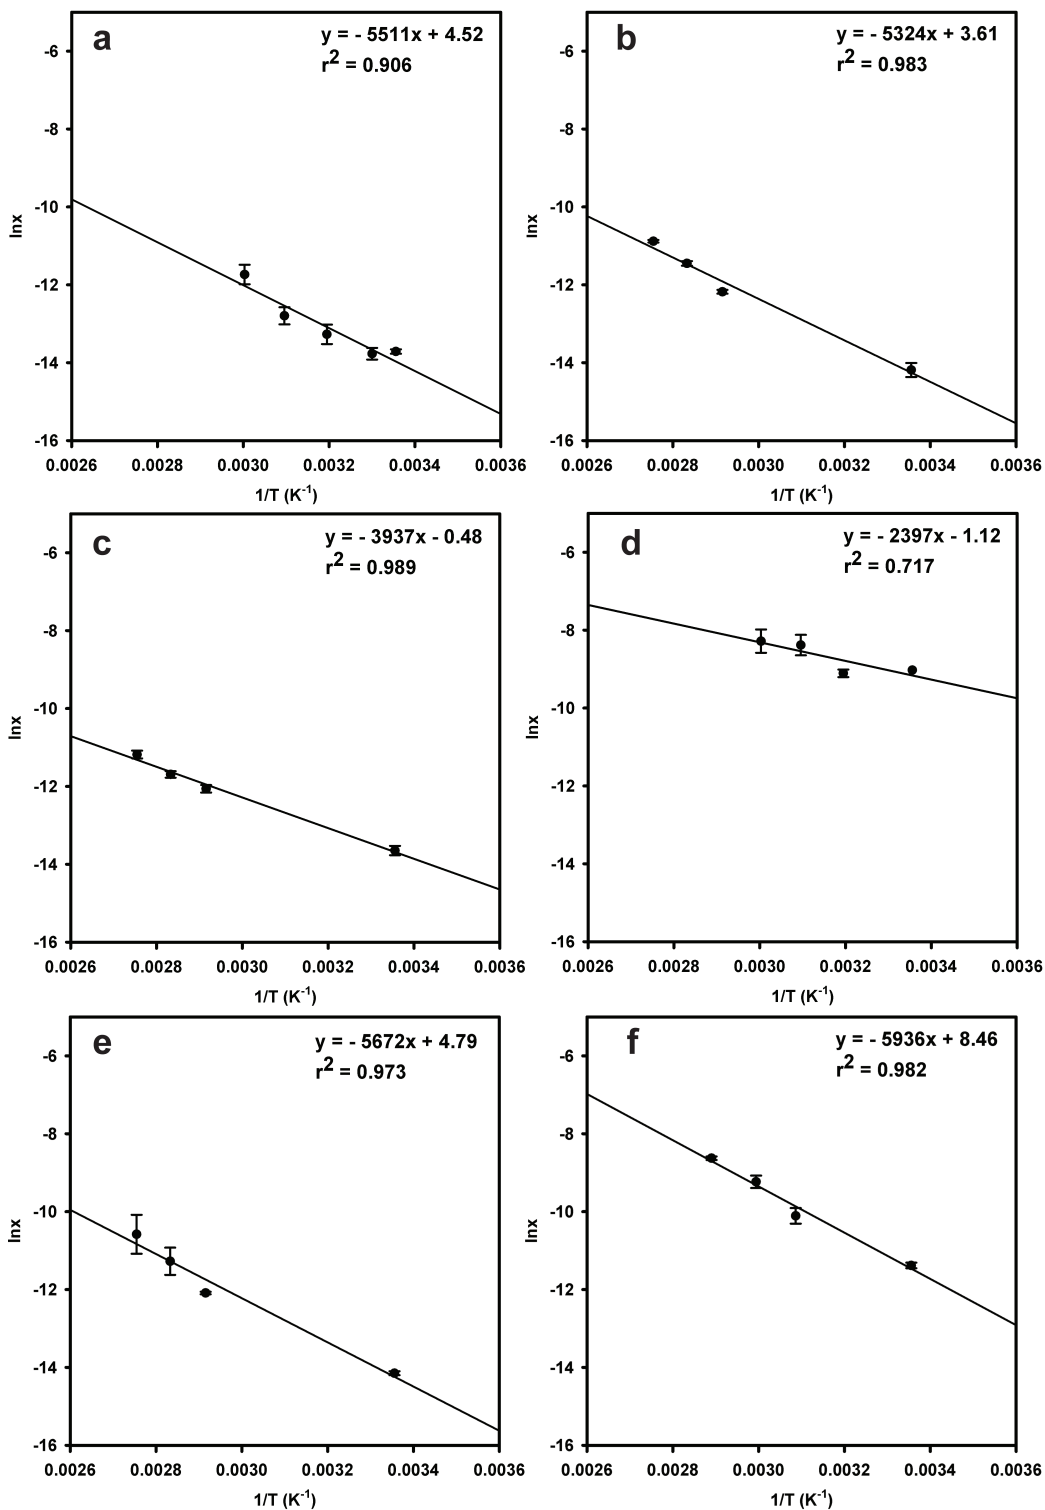 a
y = - 5511x + 4.52
r² = 0.906
-6
-8
-10
-12
-14
-16
lnx
0.0026 0.0028 0.0030 0.0032 0.0034 0.0036
1/T (K⁻¹)
b
y = - 5324x + 3.61
r² = 0.983
-6
-8
-10
-12
-14
-16
lnx
0.0026 0.0028 0.0030 0.0032 0.0034 0.0036
1/T (K⁻¹)
c
y = - 3937x - 0.48
r² = 0.989
-6
-8
-10
-12
-14
-16
lnx
0.0026 0.0028 0.0030 0.0032 0.0034 0.0036
1/T (K⁻¹)
d
y = - 2397x - 1.12
r² = 0.717
-6
-8
-10
-12
-14
-16
lnx
0.0026 0.0028 0.0030 0.0032 0.0034 0.0036
1/T (K⁻¹)
e
y = - 5672x + 4.79
r² = 0.973
-6
-8
-10
-12
-14
-16
lnx
0.0026 0.0028 0.0030 0.0032 0.0034 0.0036
1/T (K⁻¹)
f
y = - 5936x + 8.46
r² = 0.982
-6
-8
-10
-12
-14
-16
lnx
0.0026 0.0028 0.0030 0.0032 0.0034 0.0036
1/T (K⁻¹)